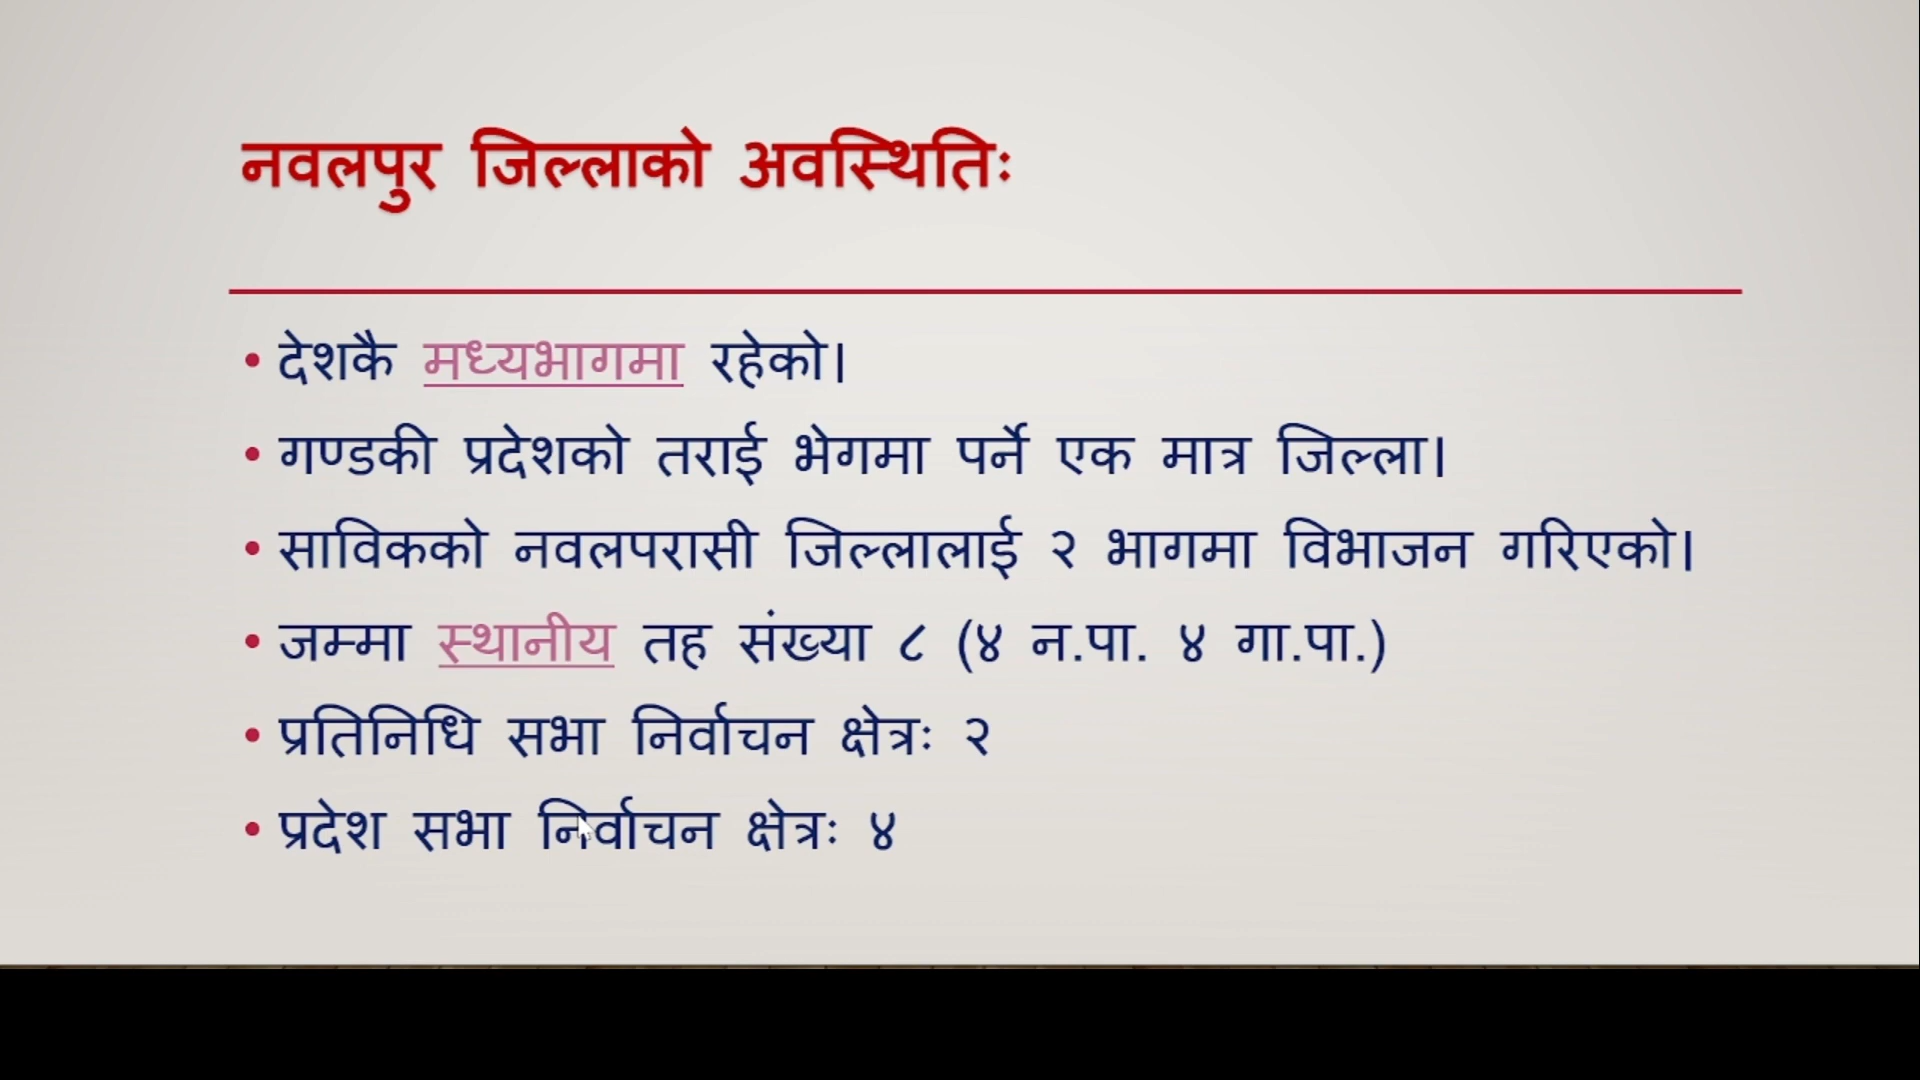 नवलपुर जिल्लाको अवस्थितिः
• देशकै मध्यभागमा रहेको।
• गण्डकी प्रदेशको तराई भेगमा पर्ने एक मात्र जिल्ला।
• साविकको नवलपरासी जिल्लालाई २ भागमा विभाजन गरिएको।
• जम्मा स्थानीय तह संख्या ८ (४ न.पा. ४ गा.पा.)
• प्रतिनिधि सभा निर्वाचन क्षेत्रः २
• प्रदेश सभा निर्वाचन क्षेत्रः ४